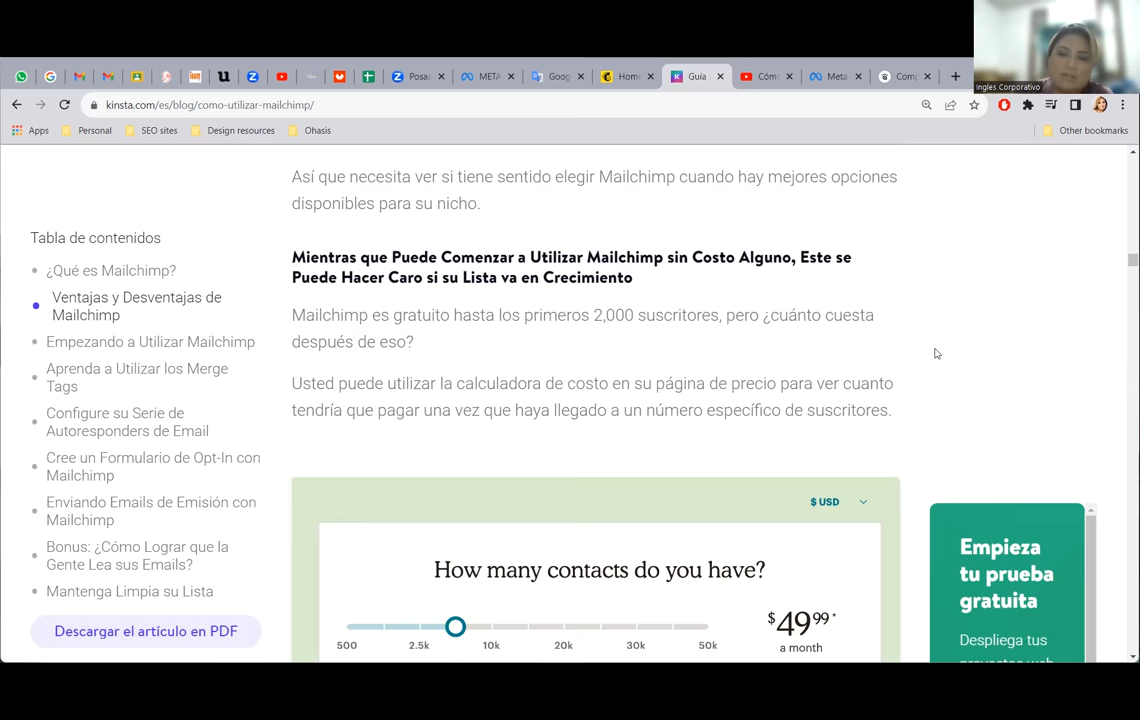 Ingles Corporativo
Posas
META
Goog
Home
Guía
Cómo
Meta
Comp
kinsta.com/es/blog/como-utilizar-mailchimp/
Apps
Personal
SEO sites
Design resources
Ohasis
Other bookmarks
Así que necesita ver si tiene sentido elegir Mailchimp cuando hay mejores opciones
disponibles para su nicho.
Tabla de contenidos
¿Qué es Mailchimp?
Ventajas y Desventajas de
Mailchimp
Empezando a Utilizar Mailchimp
Aprenda a Utilizar los Merge
Tags
Configure su Serie de
Autoresponders de Email
Cree un Formulario de Opt-In con
Mailchimp
Enviando Emails de Emisión con
Mailchimp
Bonus: ¿Cómo Lograr que la
Gente Lea sus Emails?
Mantenga Limpia su Lista
Descargar el artículo en PDF
Mientras que Puede Comenzar a Utilizar Mailchimp sin Costo Alguno, Este se
Puede Hacer Caro si su Lista va en Crecimiento
Mailchimp es gratuito hasta los primeros 2,000 suscritores, pero ¿cuánto cuesta
después de eso?
Usted puede utilizar la calculadora de costo en su página de precio para ver cuanto
tendría que pagar una vez que haya llegado a un número específico de suscritores.
$ USD
How many contacts do you have?
$49.99*
a month
500 2.5k 10k 20k 30k 50k
Empieza
tu prueba
gratuita
Despliega tus